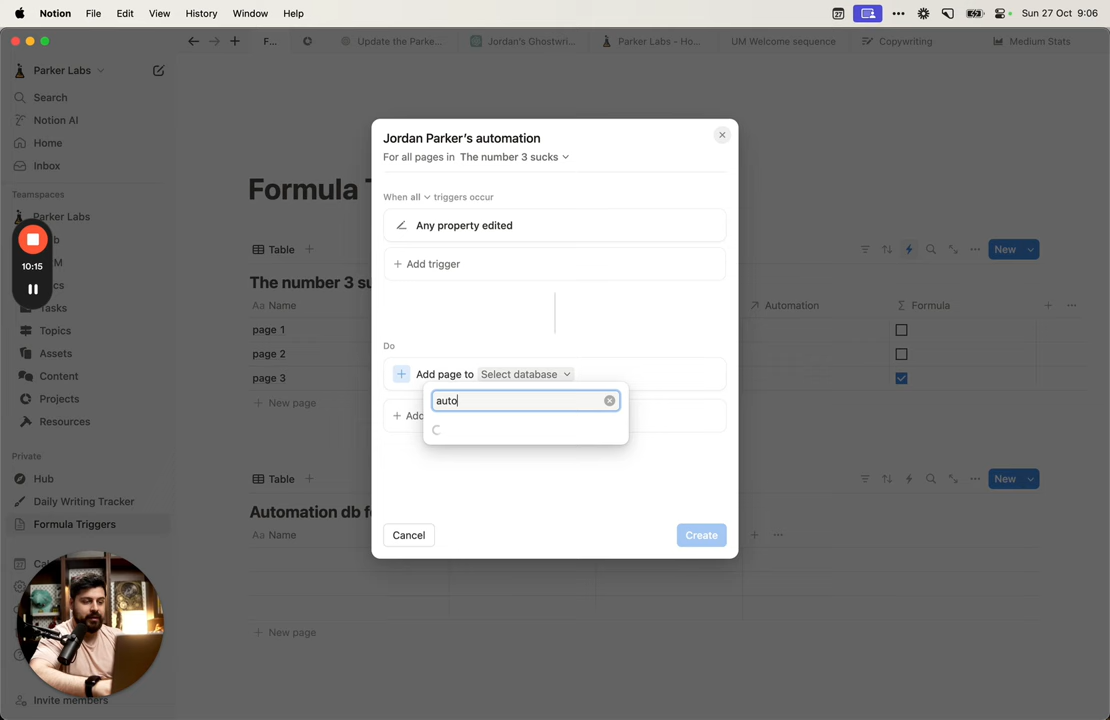 Notion File Edit View History Window Help
27
Sun 27 Oct 9:06
F...
Update the Parke...
Jordan's Ghostwri...
Parker Labs - Ho...
UM Welcome sequence
Copywriting
Medium Stats
Parker Labs
Search
Notion AI
Home
Inbox
Teamspaces
Parker Labs
10:15
Tasks
Topics
Assets
Content
Projects
Resources
Private
Hub
Daily Writing Tracker
Formula Triggers
Invite members
Formula T
Table
New
The number 3 su
Aa Name
Automation
Σ Formula
page 1
page 2
page 3
New page
Table
New
Automation db f
Aa Name
New page
Jordan Parker's automation
For all pages in The number 3 sucks
When all triggers occur
Any property edited
Add trigger
Do
Add page to Select database
auto
Add
Cancel
Create